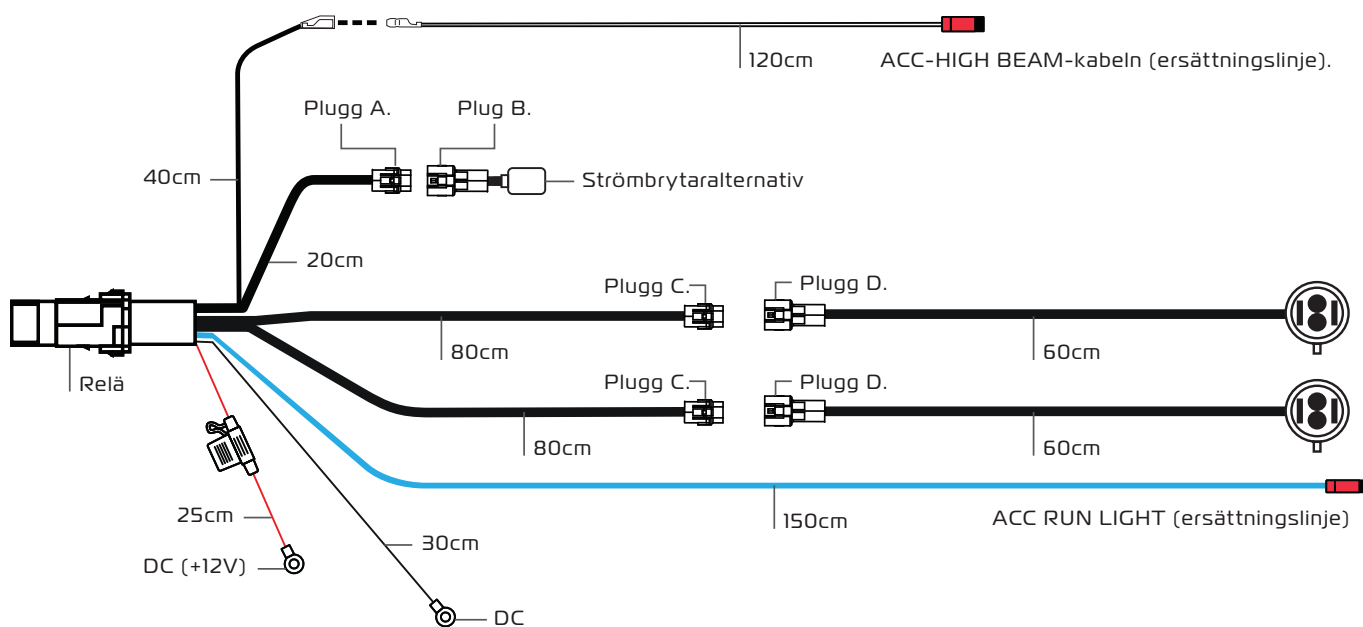 120cm
ACC-HIGH BEAM-kabeln (ersättningslinje).
Plugg A.
Plug B.
40cm
Strömbrytaralternativ
20cm
Plugg C.
Plugg D.
80cm
60cm
Relä
Plugg C.
Plugg D.
80cm
60cm
25cm
150cm
ACC RUN LIGHT (ersättningslinje)
30cm
DC (+12V)
DC